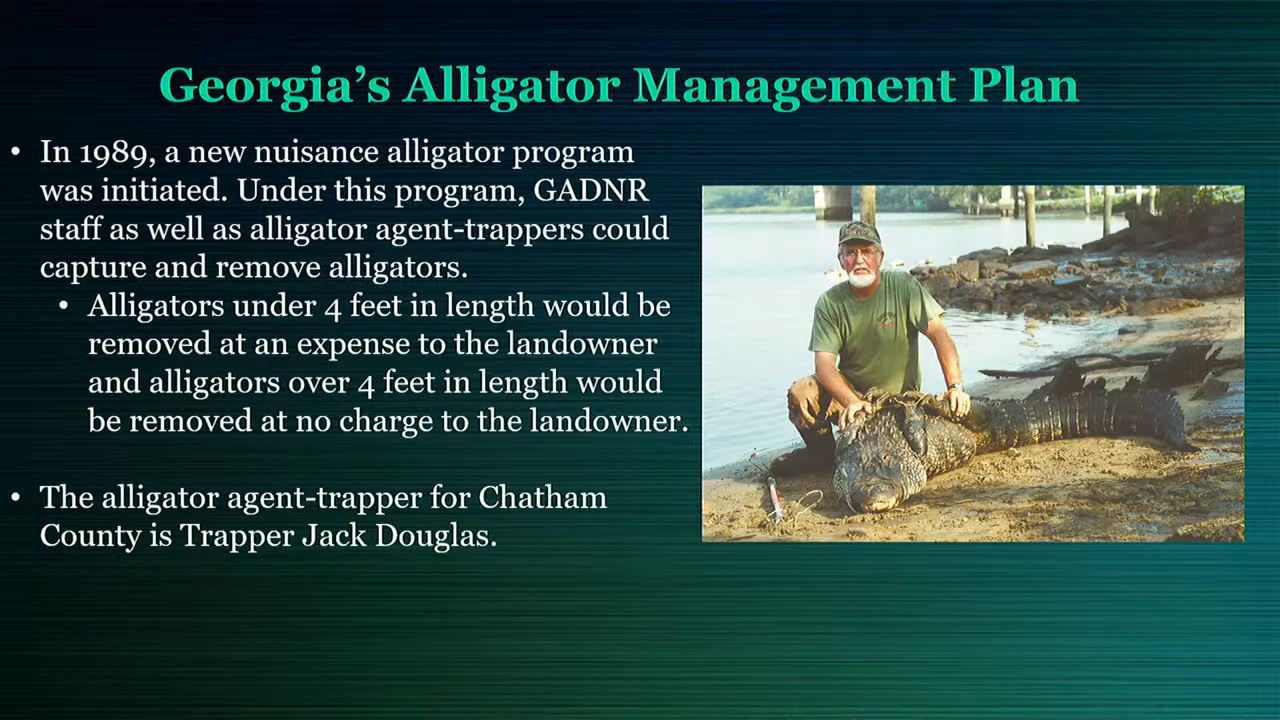 Georgia's Alligator Management Plan
• In 1989, a new nuisance alligator program
was initiated. Under this program, GADNR
staff as well as alligator agent-trappers could
capture and remove alligators.
• Alligators under 4 feet in length would be
removed at an expense to the landowner
and alligators over 4 feet in length would
be removed at no charge to the landowner.
• The alligator agent-trapper for Chatham
County is Trapper Jack Douglas.